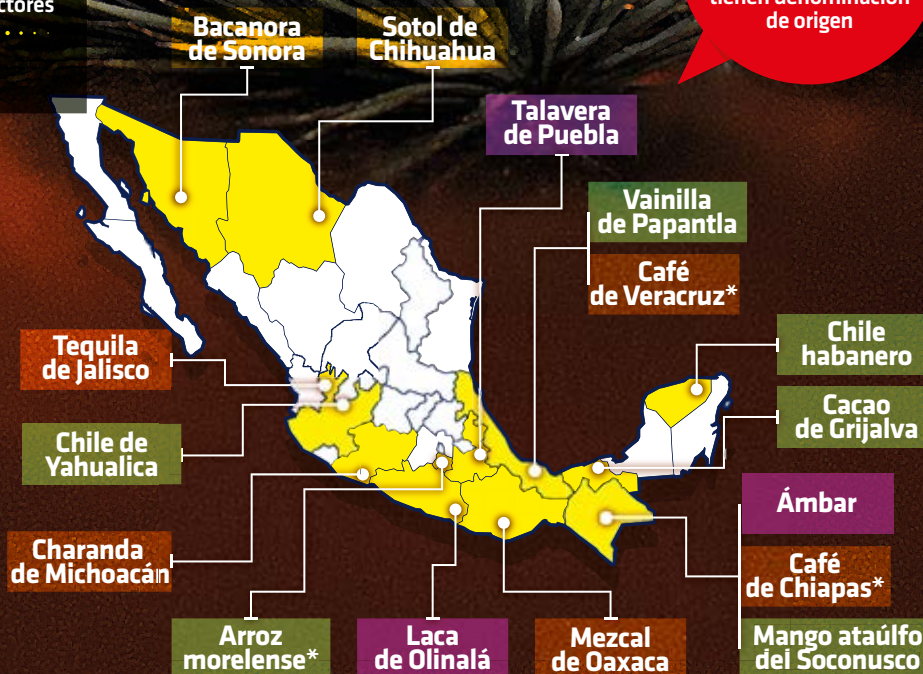 tienen denominación
de origen
Bacanora
de Sonora
Sotol de
Chihuahua
Talavera
de Puebla
Vainilla
de Papantla
Café
de Veracruz*
Tequila
de Jalisco
Chile
habanero
Chile de
Yahualica
Cacao
de Grijalva
Ámbar
Charanda
de Michoacán
Café
de Chiapas*
Arroz
morelense*
Laca
de Olinalá
Mezcal
de Oaxaca
Mango ataúlfo
del Soconusco